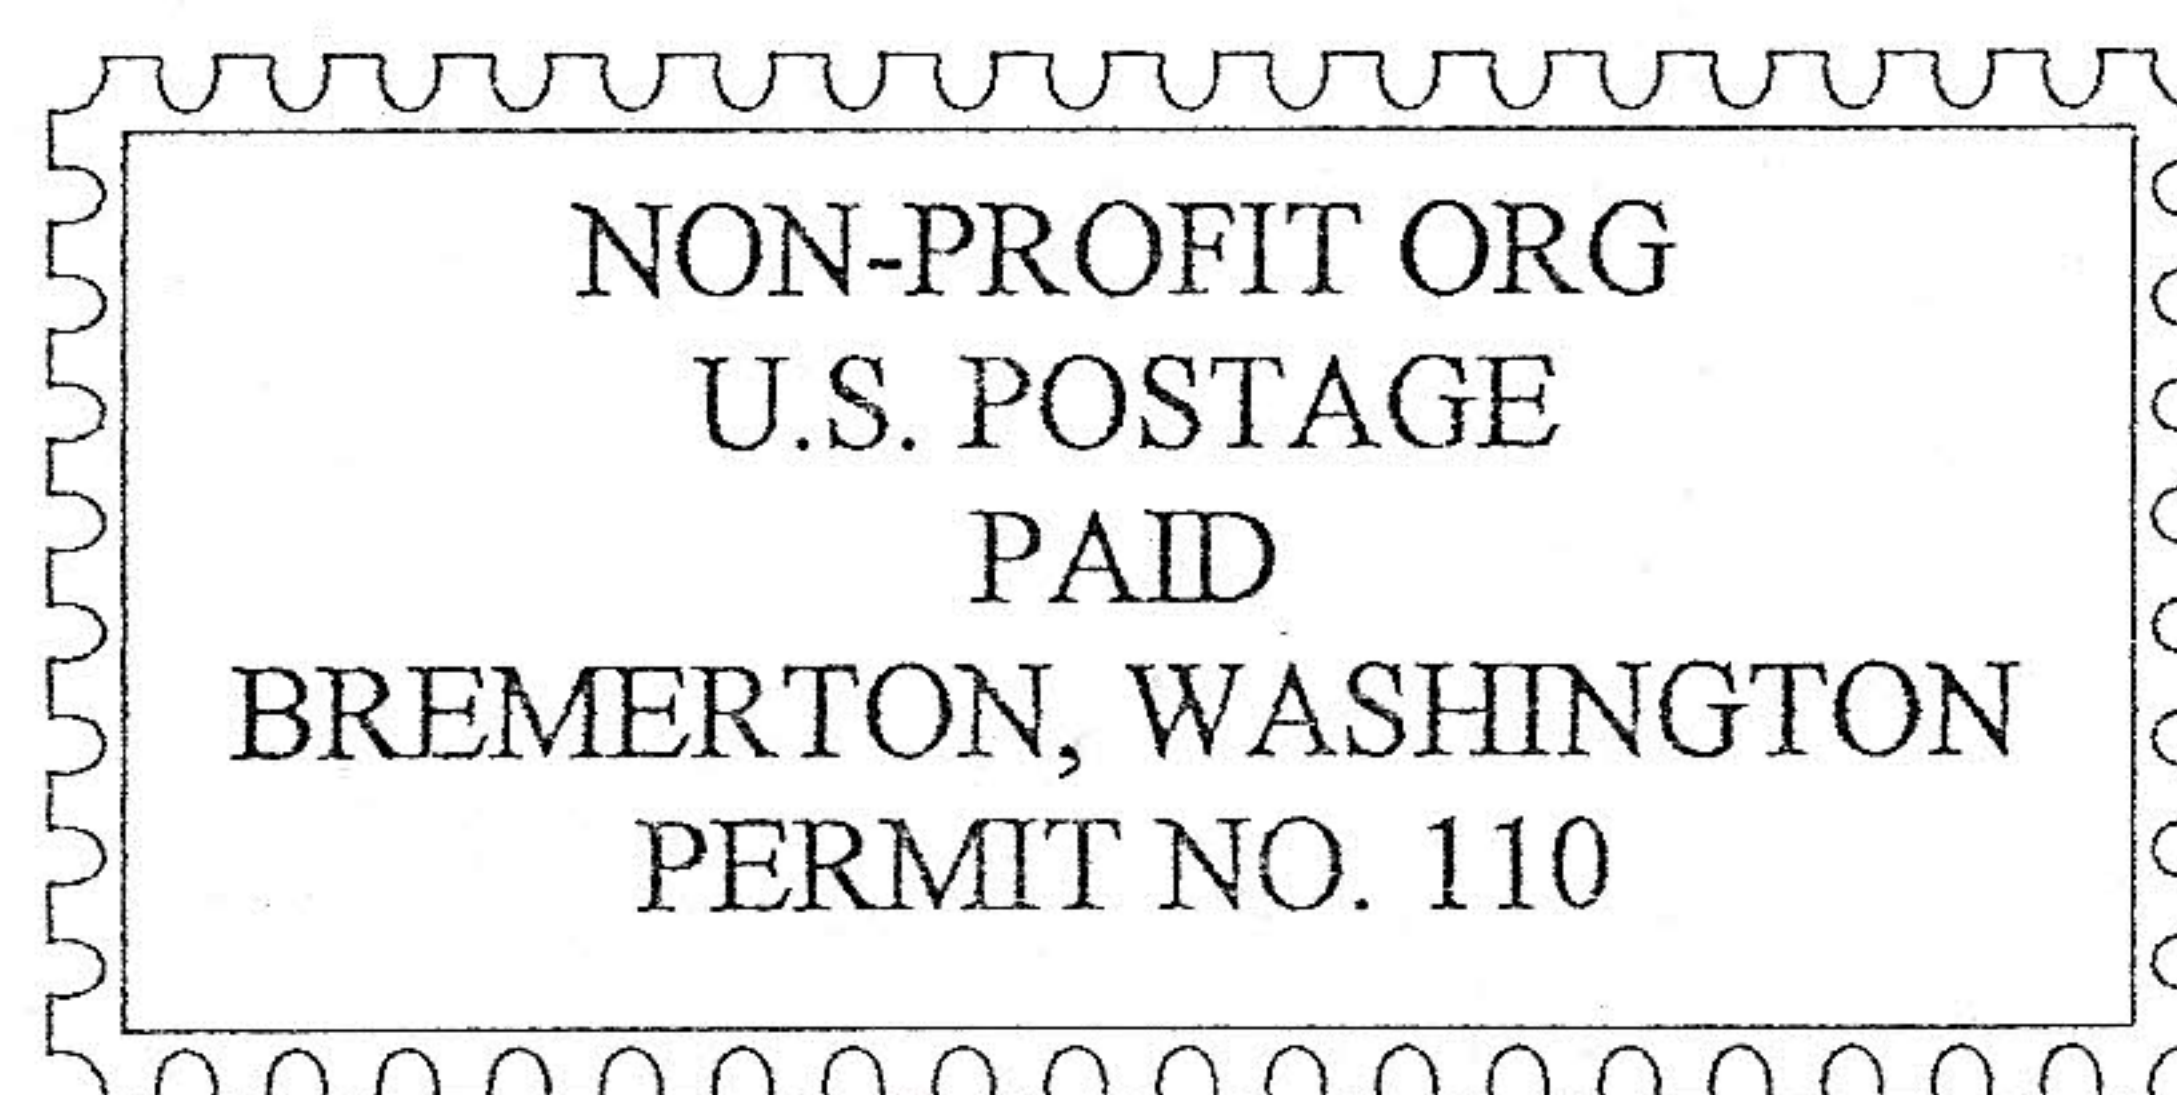 NON-PROFIT ORG
U.S. POSTAGE
PAID
BREMERTON, WASHINGTON
PERMIT NO. 110